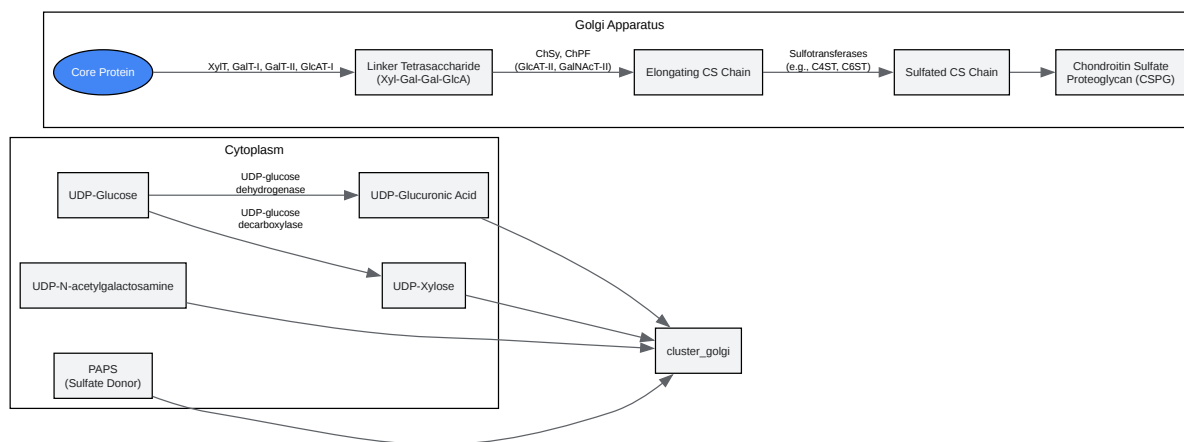 Golgi Apparatus
Core Protein
XylT, GalT-I, GalT-II, GlcAT-I
Linker Tetrasaccharide
(Xyl-Gal-Gal-GlcA)
ChSy, ChPF
(GlcAT-II, GalNAcT-II)
Elongating CS Chain
Sulfotransferases
(e.g., C4ST, C6ST)
Sulfated CS Chain
Chondroitin Sulfate
Proteoglycan (CSPG)
Cytoplasm
UDP-Glucose
UDP-glucose
dehydrogenase
UDP-Glucuronic Acid
UDP-glucose
decarboxylase
UDP-N-acetylgalactosamine
UDP-Xylose
cluster_golgi
PAPS
(Sulfate Donor)